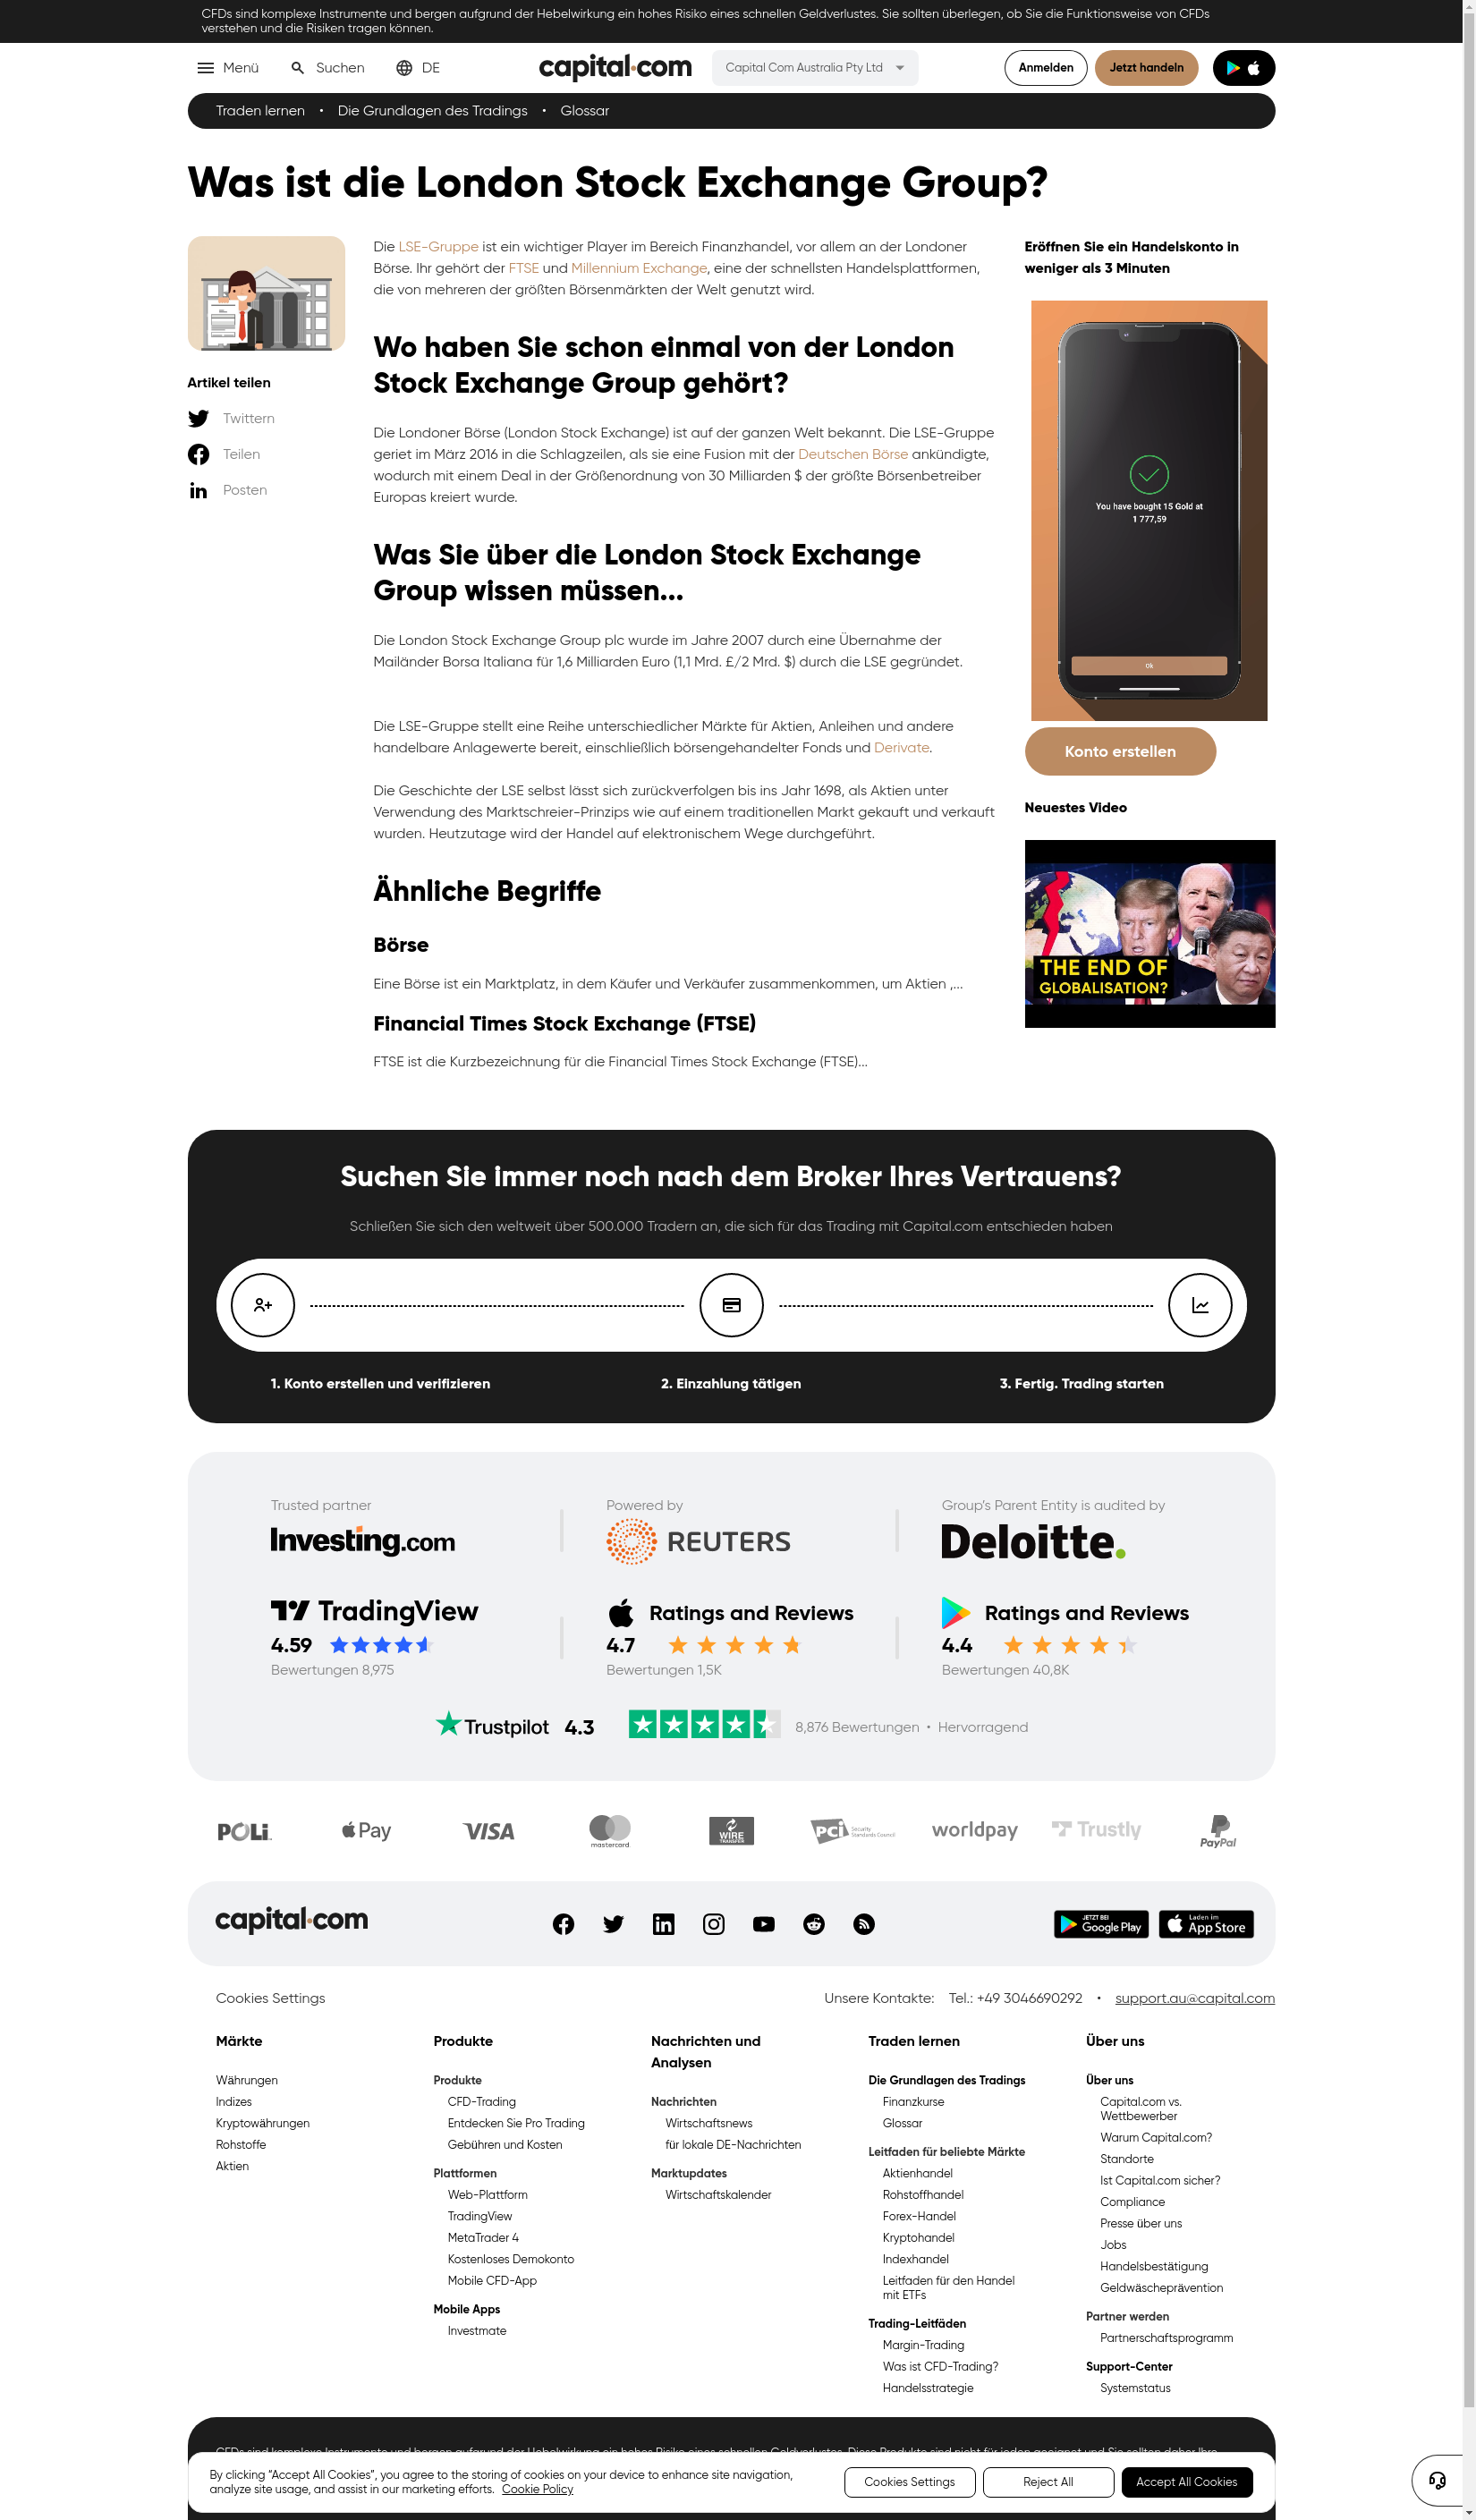 CFDs sind komplexe Instrumente und bergen aufgrund der Hebelwirkung ein hohes Risiko eines schnellen Geldverlustes. Sie sollten überlegen, ob Sie die Funktionsweise von CFDs
verstehen und die Risiken tragen können.
Menü
Suchen
DE
capital.com
Capital Com Australia Pty Ltd
Anmelden
Jetzt handeln
Traden lernen • Die Grundlagen des Tradings • Glossar
Was ist die London Stock Exchange Group?
Artikel teilen
Twittern
Teilen
Posten
Die LSE-Gruppe ist ein wichtiger Player im Bereich Finanzhandel, vor allem an der Londoner
Börse. Ihr gehört der FTSE und Millennium Exchange, eine der schnellsten Handelsplattformen,
die von mehreren der größten Börsenmärkten der Welt genutzt wird.
Wo haben Sie schon einmal von der London
Stock Exchange Group gehört?
Die Londoner Börse (London Stock Exchange) ist auf der ganzen Welt bekannt. Die LSE-Gruppe
geriet im März 2016 in die Schlagzeilen, als sie eine Fusion mit der Deutschen Börse ankündigte,
wodurch mit einem Deal in der Größenordnung von 30 Milliarden $ der größte Börsenbetreiber
Europas kreiert wurde.
Was Sie über die London Stock Exchange
Group wissen müssen...
Die London Stock Exchange Group plc wurde im Jahre 2007 durch eine Übernahme der
Mailänder Borsa Italiana für 1,6 Milliarden Euro (1,1 Mrd. £/2 Mrd. $) durch die LSE gegründet.
Die LSE-Gruppe stellt eine Reihe unterschiedlicher Märkte für Aktien, Anleihen und andere
handelbare Anlagewerte bereit, einschließlich börsengehandelter Fonds und Derivate.
Die Geschichte der LSE selbst lässt sich zurückverfolgen bis ins Jahr 1698, als Aktien unter
Verwendung des Marktschreier-Prinzips wie auf einem traditionellen Markt gekauft und verkauft
wurden. Heutzutage wird der Handel auf elektronischem Wege durchgeführt.
Ähnliche Begriffe
Börse
Eine Börse ist ein Marktplatz, in dem Käufer und Verkäufer zusammenkommen, um Aktien ,...
Financial Times Stock Exchange (FTSE)
FTSE ist die Kurzbezeichnung für die Financial Times Stock Exchange (FTSE)...
Eröffnen Sie ein Handelskonto in
weniger als 3 Minuten
You have bought 15 Gold at
1 777,59
Ok
Konto erstellen
Neuestes Video
THE END OF
GLOBALISATION?
Suchen Sie immer noch nach dem Broker Ihres Vertrauens?
Schließen Sie sich den weltweit über 500.000 Tradern an, die sich für das Trading mit Capital.com entschieden haben
1. Konto erstellen und verifizieren
2. Einzahlung tätigen
3. Fertig. Trading starten
Trusted partner
Investing.com
Powered by
REUTERS
Group's Parent Entity is audited by
Deloitte.
TradingView
4.59
Bewertungen 8,975
Ratings and Reviews
4.7
Bewertungen 1,5K
Ratings and Reviews
4.4
Bewertungen 40,8K
Trustpilot 4.3
8,876 Bewertungen • Hervorragend
POLi
Pay
VISA
mastercard
WIRE
TRANSFER
PCI Security
Standards Council
worldpay
Trustly
PayPal
capital.com
JETZT BEI
Google Play
Laden im
App Store
Cookies Settings
Unsere Kontakte: Tel.: +49 3046690292 • support.au@capital.com
Märkte
Währungen
Indizes
Kryptowährungen
Rohstoffe
Aktien
Produkte
Produkte
CFD-Trading
Entdecken Sie Pro Trading
Gebühren und Kosten
Plattformen
Web-Plattform
TradingView
MetaTrader 4
Kostenloses Demokonto
Mobile CFD-App
Mobile Apps
Investmate
Nachrichten und
Analysen
Nachrichten
Wirtschaftsnews
für lokale DE-Nachrichten
Marktupdates
Wirtschaftskalender
Traden lernen
Die Grundlagen des Tradings
Finanzkurse
Glossar
Leitfaden für beliebte Märkte
Aktienhandel
Rohstoffhandel
Forex-Handel
Kryptohandel
Indexhandel
Leitfaden für den Handel
mit ETFs
Trading-Leitfäden
Margin-Trading
Was ist CFD-Trading?
Handelsstrategie
Über uns
Über uns
Capital.com vs.
Wettbewerber
Warum Capital.com?
Standorte
Ist Capital.com sicher?
Compliance
Presse über uns
Jobs
Handelsbestätigung
Geldwäscheprävention
Partner werden
Partnerschaftsprogramm
Support-Center
Systemstatus
By clicking "Accept All Cookies", you agree to the storing of cookies on your device to enhance site navigation,
analyze site usage, and assist in our marketing efforts. Cookie Policy
Cookies Settings
Reject All
Accept All Cookies